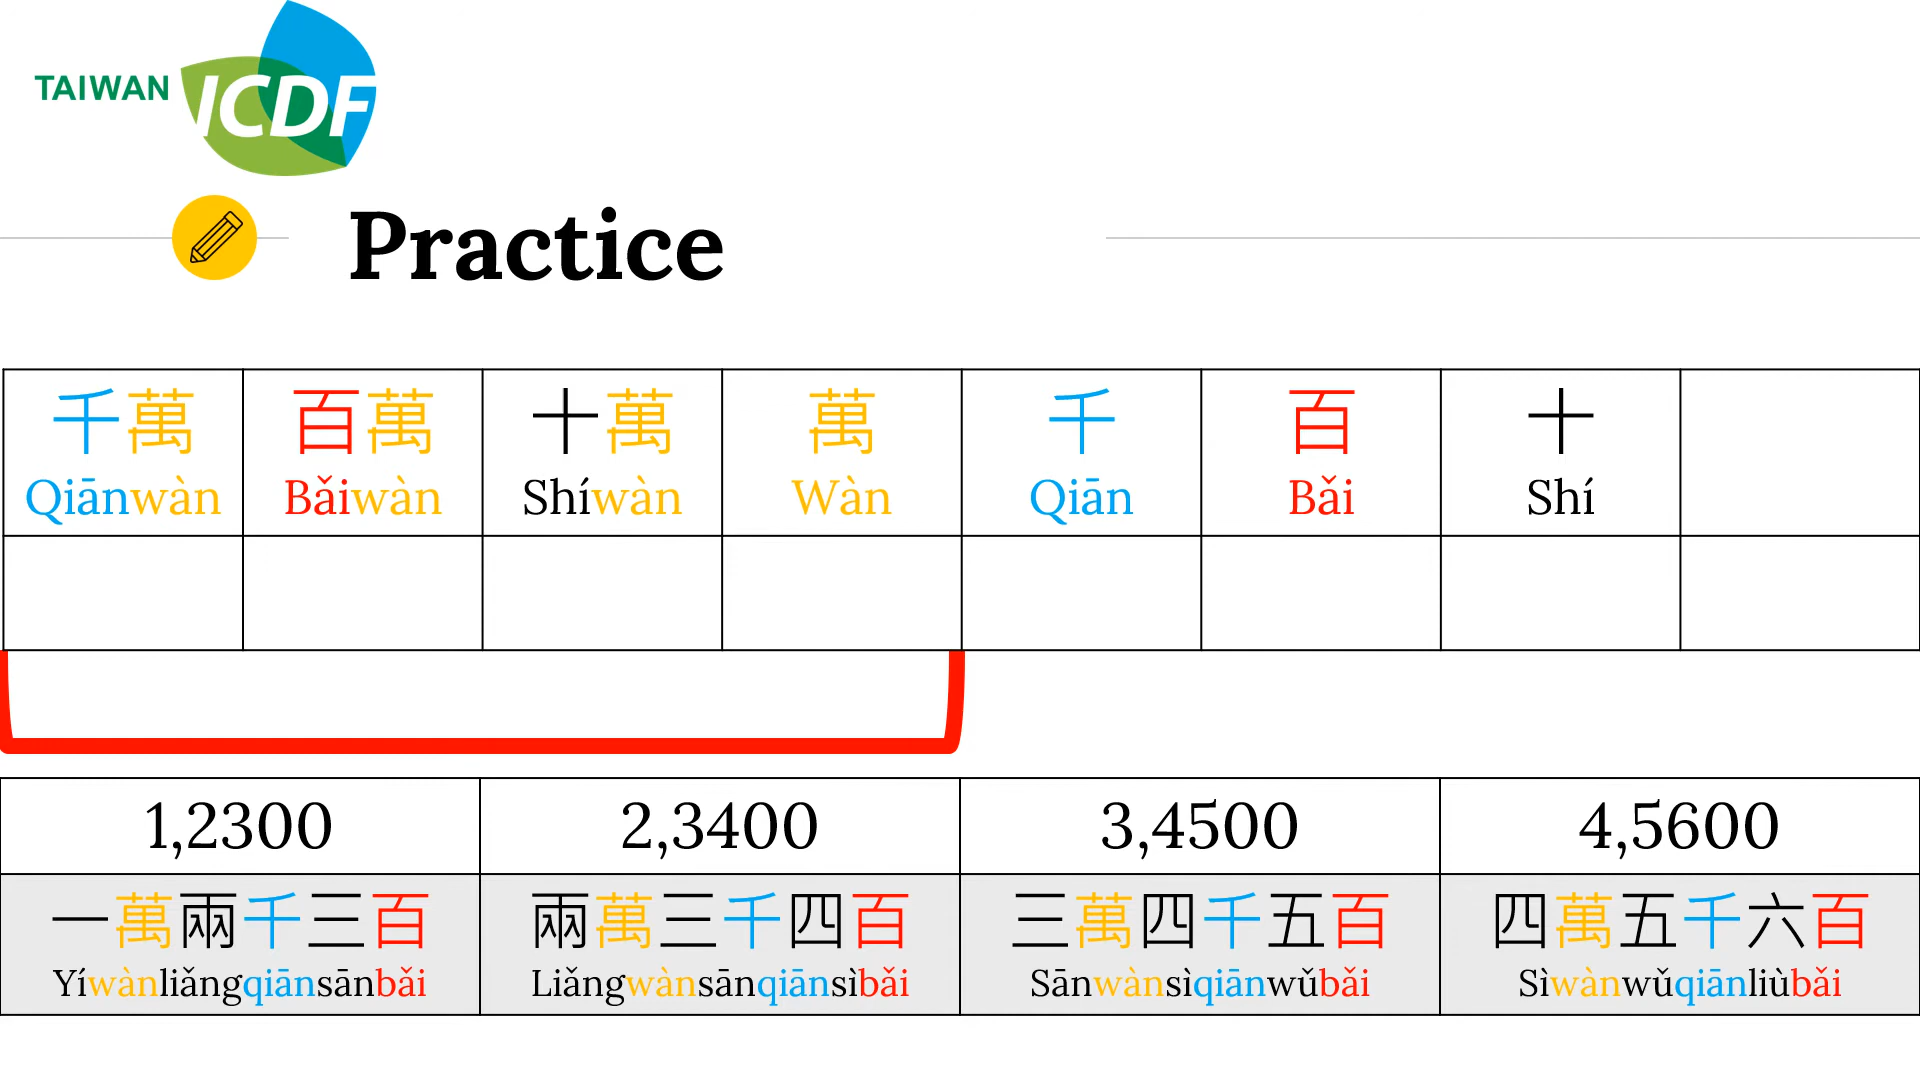 TAIWAN ICDF
Practice
千萬 百萬 十萬 萬 千 百 十
Qiānwàn Bǎiwàn Shíwàn Wàn Qiān Bǎi Shí
1,2300 2,3400 3,4500 4,5600
一萬兩千三百 兩萬三千四百 三萬四千五百 四萬五千六百
Yíwànliǎngqiānsānbǎi Liǎngwànsānqiānsìbǎi Sānwànsìqiānwǔbǎi Sìwànwǔqiānliùbǎi